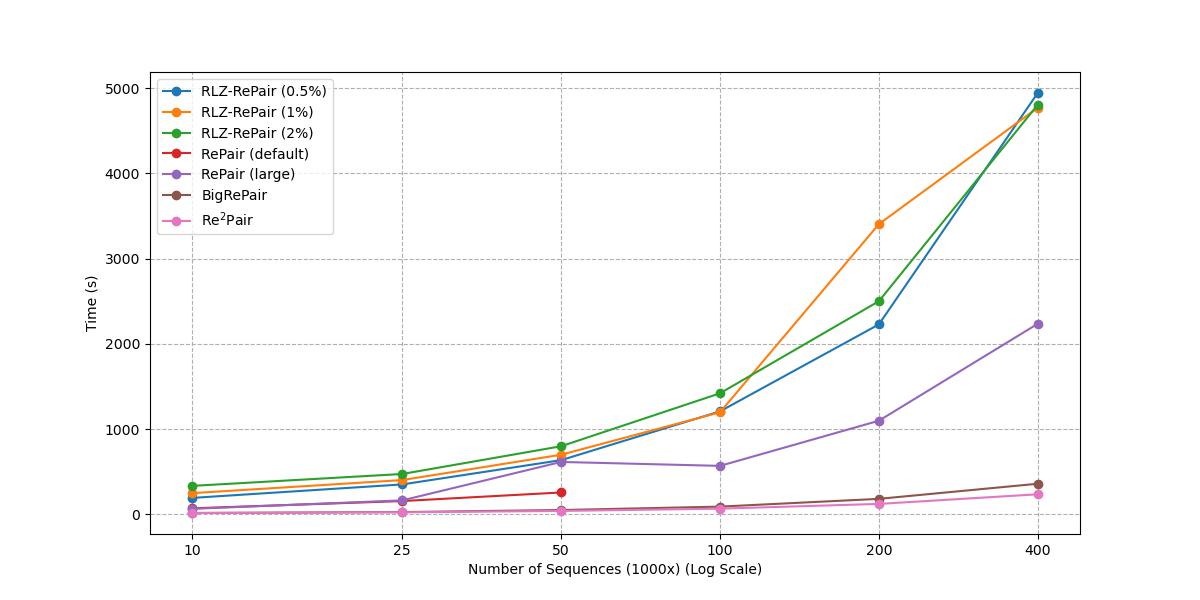 RLZ-RePair (0.5%)
RLZ-RePair (1%)
RLZ-RePair (2%)
RePair (default)
RePair (large)
BigRePair
Re²Pair
5000
4000
3000
2000
1000
0
Time (s)
10 25 50 100 200 400
Number of Sequences (1000x) (Log Scale)